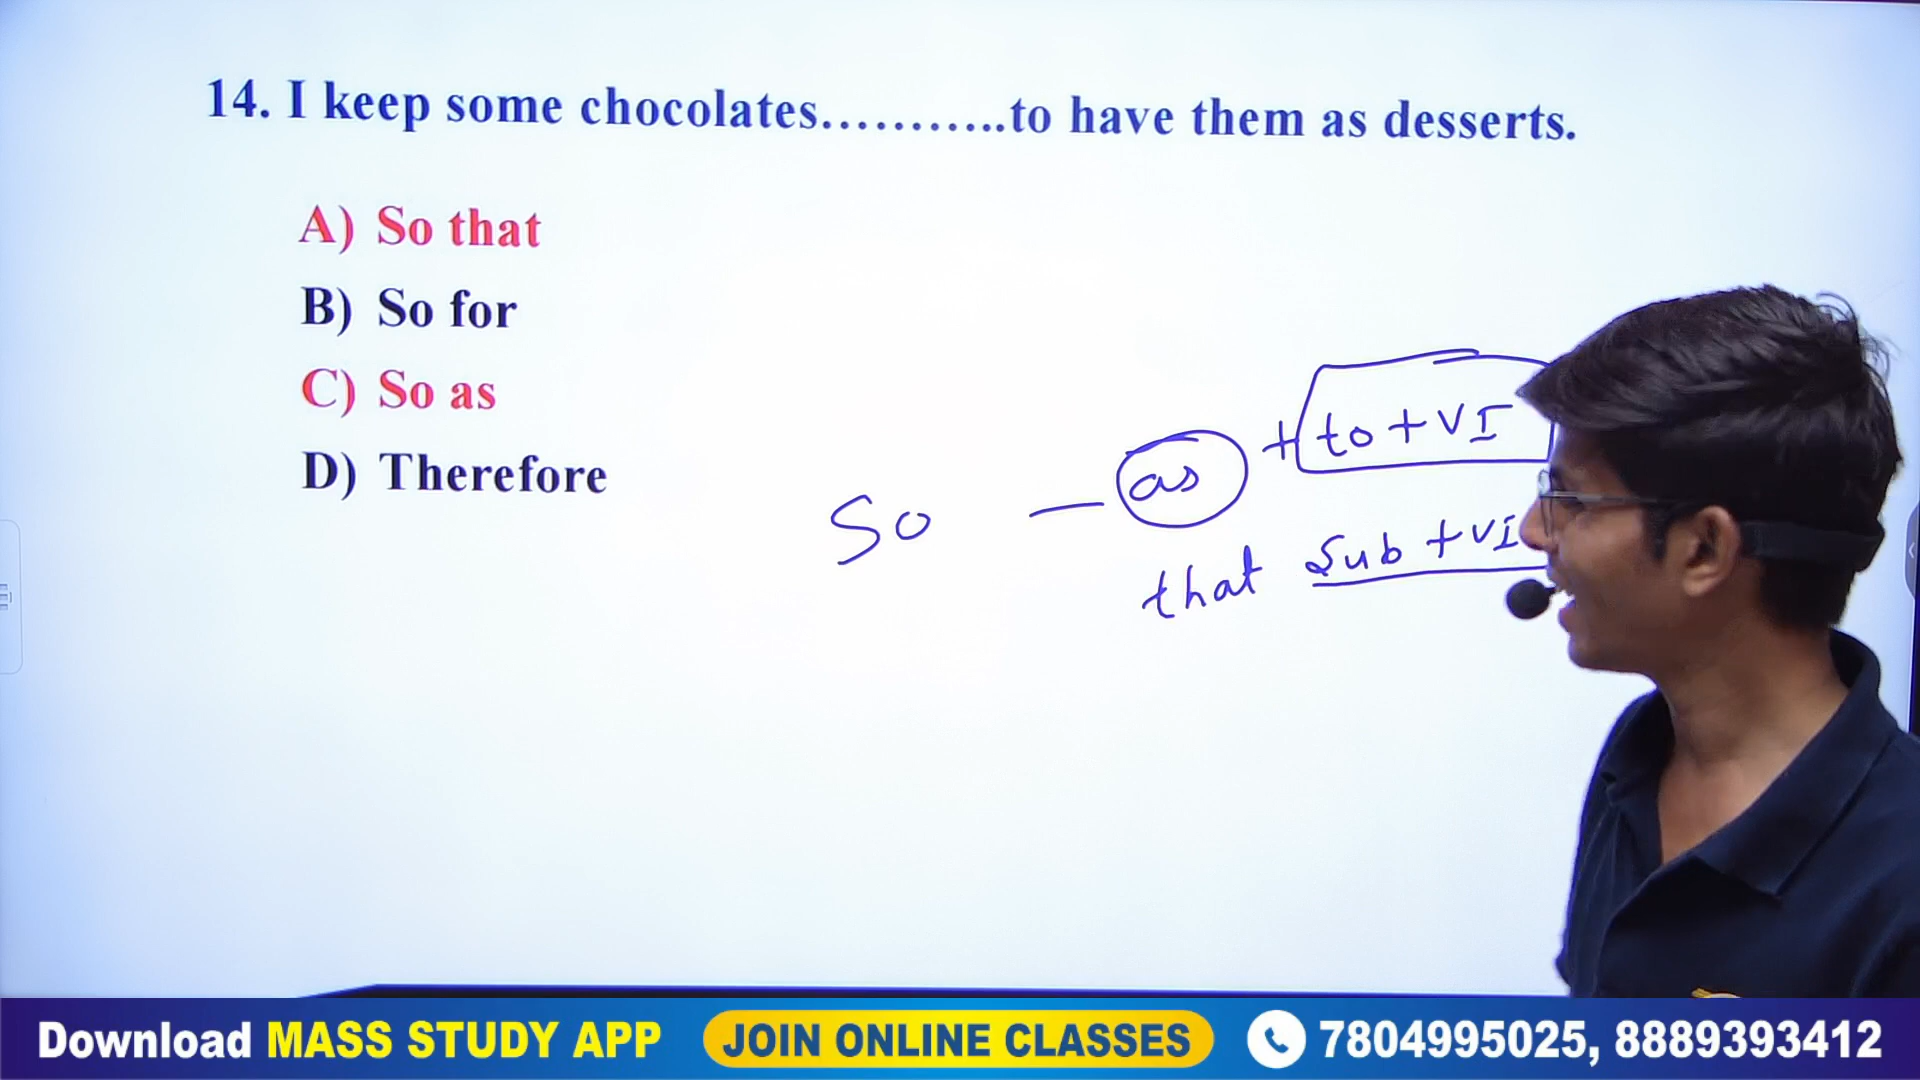 14. I keep some chocolates………..to have them as desserts.
A) So that
B) So for
C) So as
D) Therefore
So — as + to + VI
that Sub + VI
Download MASS STUDY APP JOIN ONLINE CLASSES 7804995025, 8889393412